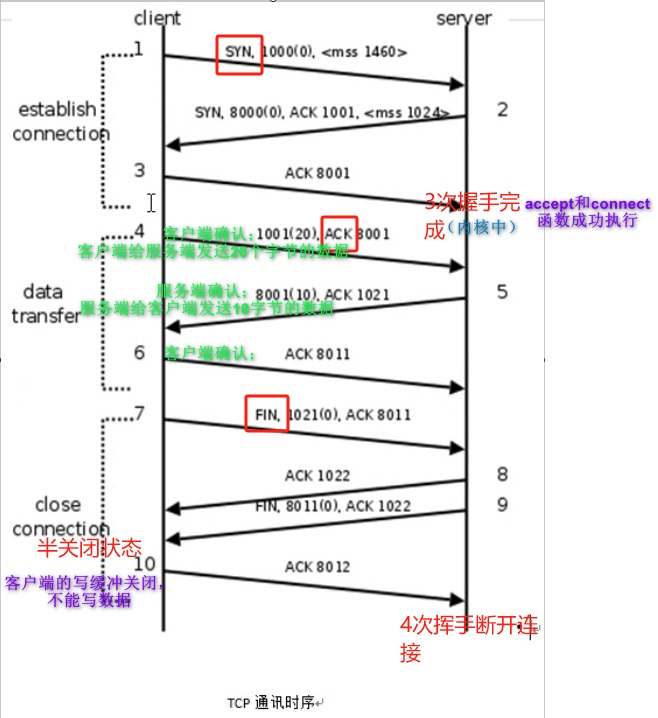 client
server
1
SYN, 1000(0), <mss 1460>
SYN, 8000(0), ACK 1001, <mss 1024>
2
establish
connection
3
ACK 8001
3次握手完
成(内核中)
accept和connect
函数成功执行
4
客户端确认:
1001(20), ACK 8001
客户端给服务端发送20个字节的数据
data
transfer
服务端确认:
8001(10), ACK 1021
5
服务端给客户端发送10字节的数据
6
客户端确认:
ACK 8011
7
FIN, 1021(0), ACK 8011
ACK 1022
8
FIN, 8011(0), ACK 1022
9
close
connection
半关闭状态
10
ACK 8012
客户端的写缓冲关闭,
不能写数据
4次挥手断开连
接
TCP 通讯时序